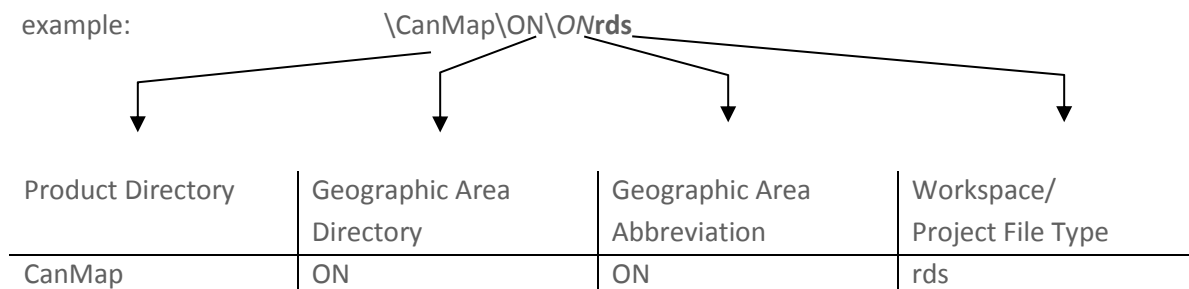 example: \CanMap\ON\ONrds
Product Directory Geographic Area Directory Geographic Area Abbreviation Workspace/ Project File Type
CanMap ON ON rds